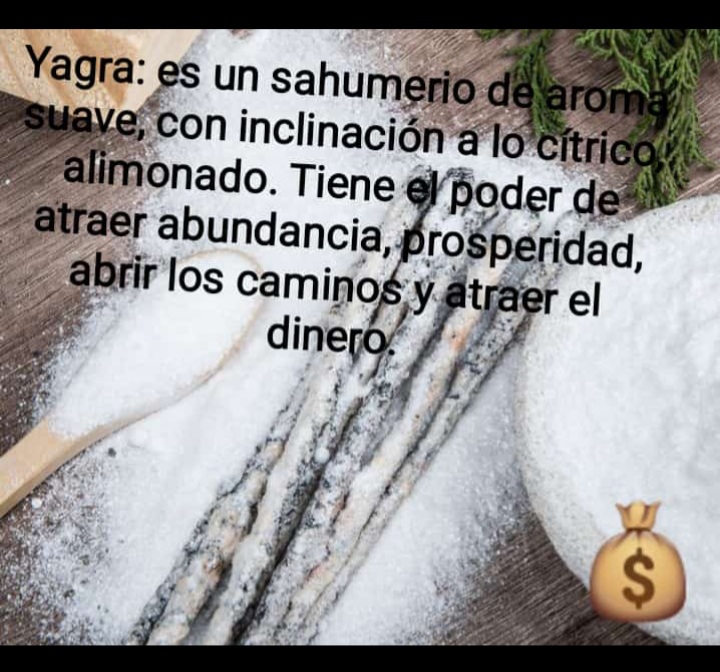 Yagra: es un sahumerio de aroma
suave, con inclinación a lo cítrico,
alimonado. Tiene el poder de
atraer abundancia, prosperidad,
abrir los caminos y atraer el
dinero.
$